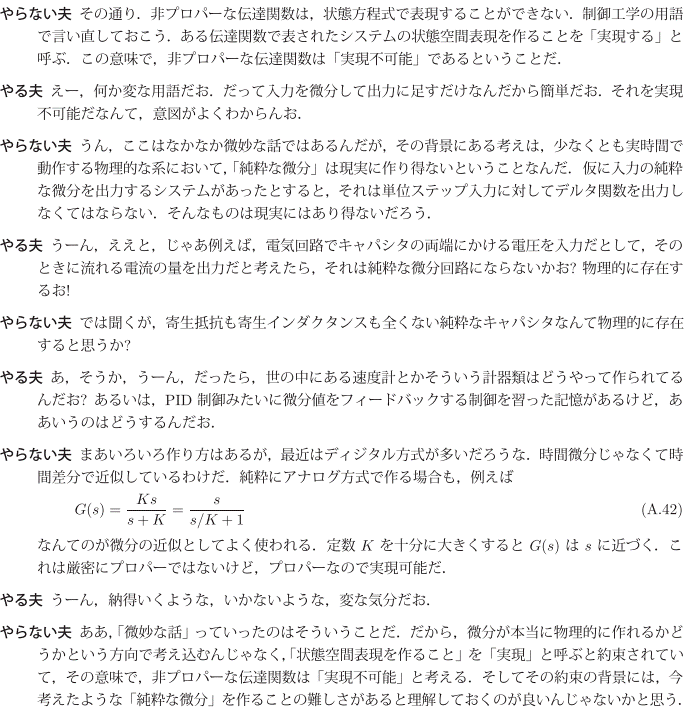 やらない夫 その通り．非プロパーな伝達関数は，状態方程式で表現することができない．制御工学の用語
で言い直しておこう．ある伝達関数で表されたシステムの状態空間表現を作ることを「実現する」と
呼ぶ．この意味で，非プロパーな伝達関数は「実現不可能」であるということだ．
やる夫 えー，何か変な用語だお．だって入力を微分して出力に足すだけなんだから簡単だお．それを実現
不可能だなんて，意図がよくわからんお．
やらない夫 うん，ここはなかなか微妙な話ではあるんだが，その背景にある考えは，少なくとも実時間で
動作する物理的な系において，「純粋な微分」は現実に作り得ないということなんだ．仮に入力の純粋
な微分を出力するシステムがあったとすると，それは単位ステップ入力に対してデルタ関数を出力し
なくてはならない．そんなものは現実にはあり得ないだろう．
やる夫 うーん，ええと，じゃあ例えば，電気回路でキャパシタの両端にかける電圧を入力だとして，その
ときに流れる電流の量を出力だと考えたら，それは純粋な微分回路にならないかお? 物理的に存在す
るお!
やらない夫 では聞くが，寄生抵抗も寄生インダクタンスも全くない純粋なキャパシタなんて物理的に存在
すると思うか?
やる夫 あ，そうか，うーん，だったら，世の中にある速度計とかそういう計器類はどうやって作られてる
んだお? あるいは，PID 制御みたいに微分値をフィードバックする制御を習った記憶があるけど，あ
あいうのはどうするんだお．
やらない夫 まあいろいろ作り方はあるが，最近はディジタル方式が多いだろうな．時間微分じゃなくて時
間差分で近似しているわけだ．純粋にアナログ方式で作る場合も，例えば
G(s) = Ks / (s + K) = s / (s/K + 1) (A.42)
なんてのが微分の近似としてよく使われる．定数 K を十分に大きくすると G(s) は s に近づく．こ
れは厳密にプロパーではないけど，プロパーなので実現可能だ．
やる夫 うーん，納得いくような，いかないような，変な気分だお．
やらない夫 ああ，「微妙な話」っていったのはそういうことだ．だから，微分が本当に物理的に作れるかど
うかという方向で考え込むんじゃなく，「状態空間表現を作ること」を「実現」と呼ぶと約束されてい
て，その意味で，非プロパーな伝達関数は「実現不可能」と考える．そしてその約束の背景には，今
考えたような「純粋な微分」を作ることの難しさがあると理解しておくのが良いんじゃないかと思う．